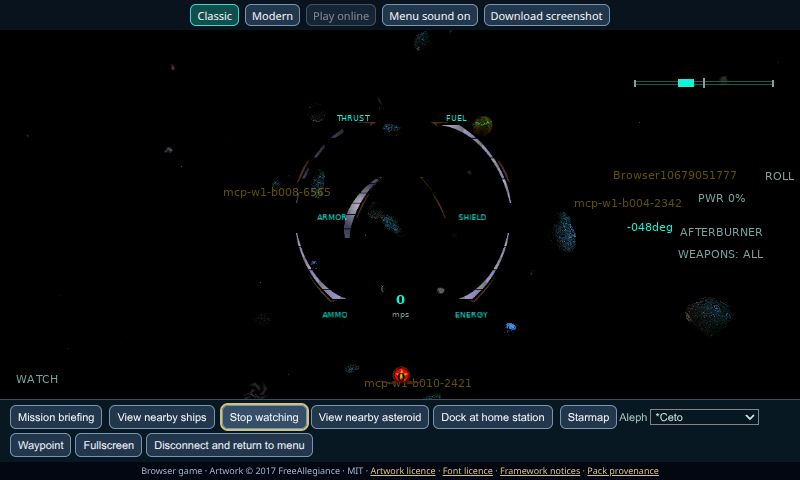 Classic Modern Play online Menu sound on Download screenshot
THRUST FUEL
Browser10679051777 ROLL
mcp-w1-b008-6565
mcp-w1-b004-2342 PWR 0%
ARMOR SHIELD
-048deg AFTERBURNER
WEAPONS: ALL
0
mps
AMMO ENERGY
WATCH
mcp-w1-b010-2421
Mission briefing View nearby ships Stop watching View nearby asteroid Dock at home station Starmap Aleph *Ceto
Waypoint Fullscreen Disconnect and return to menu
Browser game · Artwork © 2017 FreeAllegiance · MIT · Artwork licence · Font licence · Framework notices · Pack provenance